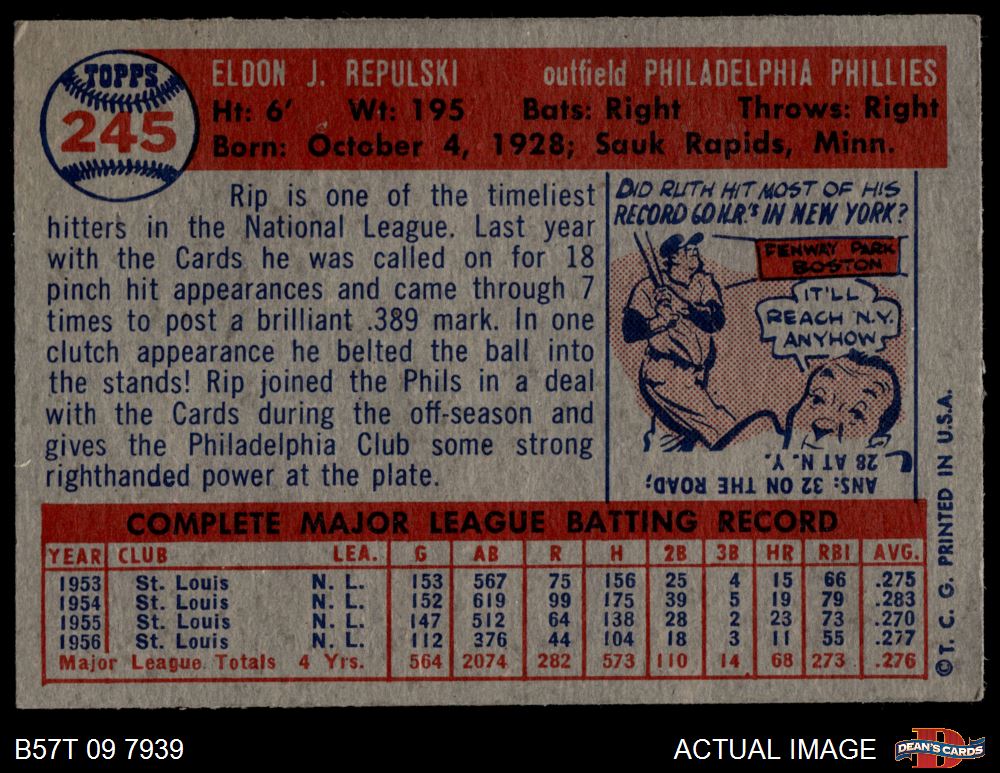 TOPPS
245
ELDON J. REPULSKI outfield PHILADELPHIA PHILLIES
Ht: 6' Wt: 195 Bats: Right Throws: Right
Born: October 4, 1928; Sauk Rapids, Minn.
Rip is one of the timeliest
hitters in the National League. Last year
with the Cards he was called on for 18
pinch hit appearances and came through 7
times to post a brilliant .389 mark. In one
clutch appearance he belted the ball into
the stands! Rip joined the Phils in a deal
with the Cards during the off-season and
gives the Philadelphia Club some strong
righthanded power at the plate.
DID RUTH HIT MOST OF HIS
RECORD 60 H.R.'S IN NEW YORK?
FENWAY PARK
BOSTON
IT'LL
REACH N.Y.
ANYHOW
ANS: 32 ON THE ROAD;
28 AT N.Y.
COMPLETE MAJOR LEAGUE BATTING RECORD
YEAR CLUB LEA. G AB R H 2B 3B HR RBI AVG.
1953 St. Louis N. L. 153 567 75 156 25 4 15 66 .275
1954 St. Louis N. L. 152 619 99 175 39 5 19 79 .283
1955 St. Louis N. L. 147 512 64 138 28 2 23 73 .270
1956 St. Louis N. L. 112 376 44 104 18 3 11 55 .277
Major League Totals 4 Yrs. 564 2074 282 573 110 14 68 273 .276
© T. C. G. PRINTED IN U.S.A.
B57T 09 7939
ACTUAL IMAGE
D
DEAN'S CARDS